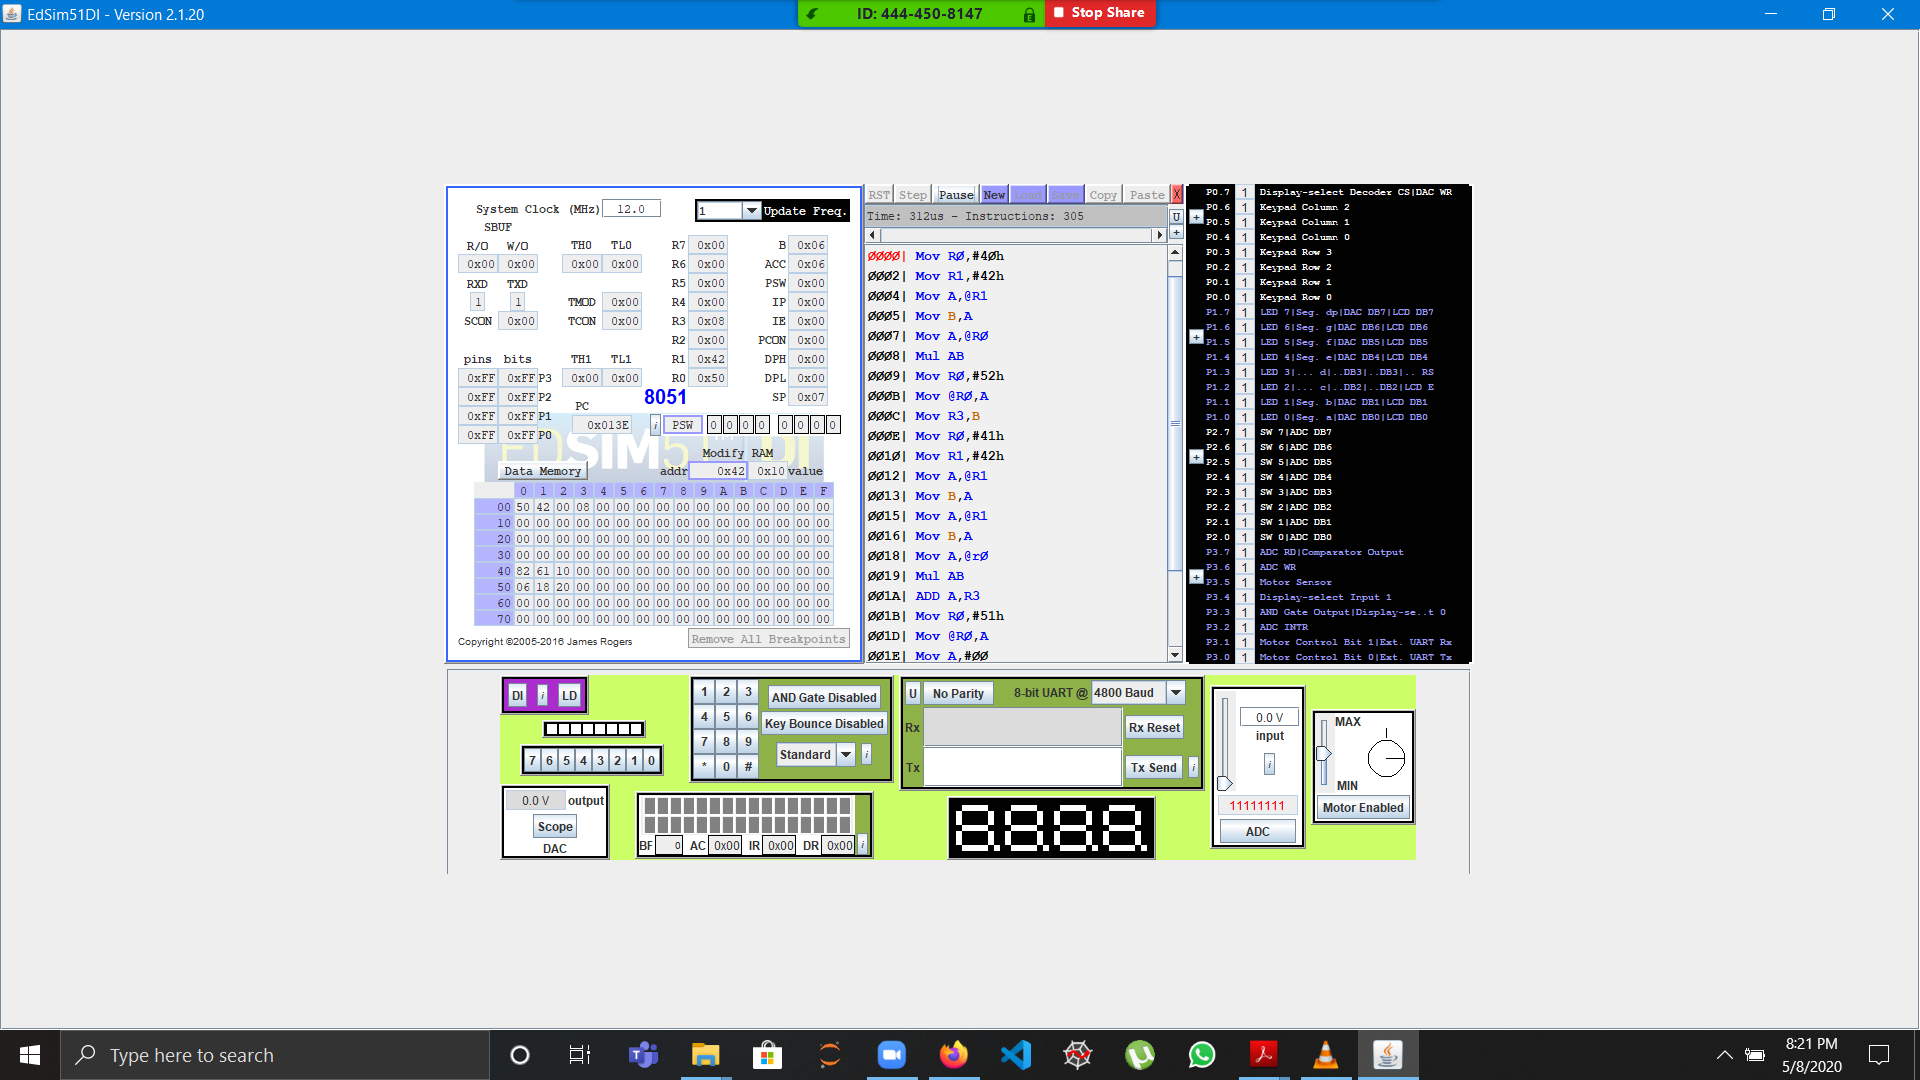 EdSim51DI - Version 2.1.20
ID: 444-450-8147
Stop Share
System Clock (MHz) 12.0
1 Update Freq.
SBUF
R/O W/O TH0 TL0 R7 0x00 B 0x06
0x00 0x00 0x00 0x00 R6 0x00 ACC 0x06
RXD TXD R5 0x00 PSW 0x00
1 1 TMOD 0x00 R4 0x00 IP 0x00
SCON 0x00 TCON 0x00 R3 0x08 IE 0x00
R2 0x00 PCON 0x00
pins bits TH1 TL1 R1 0x42 DPH 0x00
0xFF 0xFF P3 0x00 0x00 R0 0x50 DPL 0x00
0xFF 0xFF P2 8051 SP 0x07
0xFF 0xFF P1 PC
0x013E i PSW 0 0 0 0 0 0 0 0
0xFF 0xFF P0
Modify RAM
Data Memory addr 0x42 0x10 value
0 1 2 3 4 5 6 7 8 9 A B C D E F
00 50 42 00 08 00 00 00 00 00 00 00 00 00 00 00 00
10 00 00 00 00 00 00 00 00 00 00 00 00 00 00 00 00
20 00 00 00 00 00 00 00 00 00 00 00 00 00 00 00 00
30 00 00 00 00 00 00 00 00 00 00 00 00 00 00 00 00
40 82 61 10 00 00 00 00 00 00 00 00 00 00 00 00 00
50 06 18 20 00 00 00 00 00 00 00 00 00 00 00 00 00
60 00 00 00 00 00 00 00 00 00 00 00 00 00 00 00 00
70 00 00 00 00 00 00 00 00 00 00 00 00 00 00 00 00
Copyright ©2005-2016 James Rogers
Remove All Breakpoints
RST Step Pause New Load Save Copy Paste X
Time: 312us - Instructions: 305
U
0000| Mov R0,#40h
0002| Mov R1,#42h
0004| Mov A,@R1
0005| Mov B,A
0007| Mov A,@R0
0008| Mul AB
0009| Mov R0,#52h
000B| Mov @R0,A
000C| Mov R3,B
000E| Mov R0,#41h
0010| Mov R1,#42h
0012| Mov A,@R1
0013| Mov B,A
0015| Mov A,@R1
0016| Mov B,A
0018| Mov A,@r0
0019| Mul AB
001A| ADD A,R3
001B| Mov R0,#51h
001D| Mov @R0,A
001E| Mov A,#00
P0.7 1 Display-select Decoder CS|DAC WR
P0.6 1 Keypad Column 2
P0.5 1 Keypad Column 1
P0.4 1 Keypad Column 0
P0.3 1 Keypad Row 3
P0.2 1 Keypad Row 2
P0.1 1 Keypad Row 1
P0.0 1 Keypad Row 0
P1.7 1 LED 7|Seg. dp|DAC DB7|LCD DB7
P1.6 1 LED 6|Seg. g|DAC DB6|LCD DB6
P1.5 1 LED 5|Seg. f|DAC DB5|LCD DB5
P1.4 1 LED 4|Seg. e|DAC DB4|LCD DB4
P1.3 1 LED 3|... d|..DB3|..DB3|.. RS
P1.2 1 LED 2|... c|..DB2|..DB2|LCD E
P1.1 1 LED 1|Seg. b|DAC DB1|LCD DB1
P1.0 1 LED 0|Seg. a|DAC DB0|LCD DB0
P2.7 1 SW 7|ADC DB7
P2.6 1 SW 6|ADC DB6
P2.5 1 SW 5|ADC DB5
P2.4 1 SW 4|ADC DB4
P2.3 1 SW 3|ADC DB3
P2.2 1 SW 2|ADC DB2
P2.1 1 SW 1|ADC DB1
P2.0 1 SW 0|ADC DB0
P3.7 1 ADC RD|Comparator Output
P3.6 1 ADC WR
P3.5 1 Motor Sensor
P3.4 1 Display-select Input 1
P3.3 1 AND Gate Output|Display-se..t 0
P3.2 1 ADC INTR
P3.1 1 Motor Control Bit 1|Ext. UART Rx
P3.0 1 Motor Control Bit 0|Ext. UART Tx
DI i LD
7 6 5 4 3 2 1 0
0.0 V output
Scope
DAC
1 2 3
4 5 6
7 8 9
* 0 #
AND Gate Disabled
Key Bounce Disabled
Standard i
BF 0 AC 0x00 IR 0x00 DR 0x00 i
U No Parity 8-bit UART @ 4800 Baud
Rx Rx Reset
Tx Tx Send i
8.8.8.8.
0.0 V
input
i
11111111
ADC
MAX
MIN
Motor Enabled
Type here to search
8:21 PM
5/8/2020